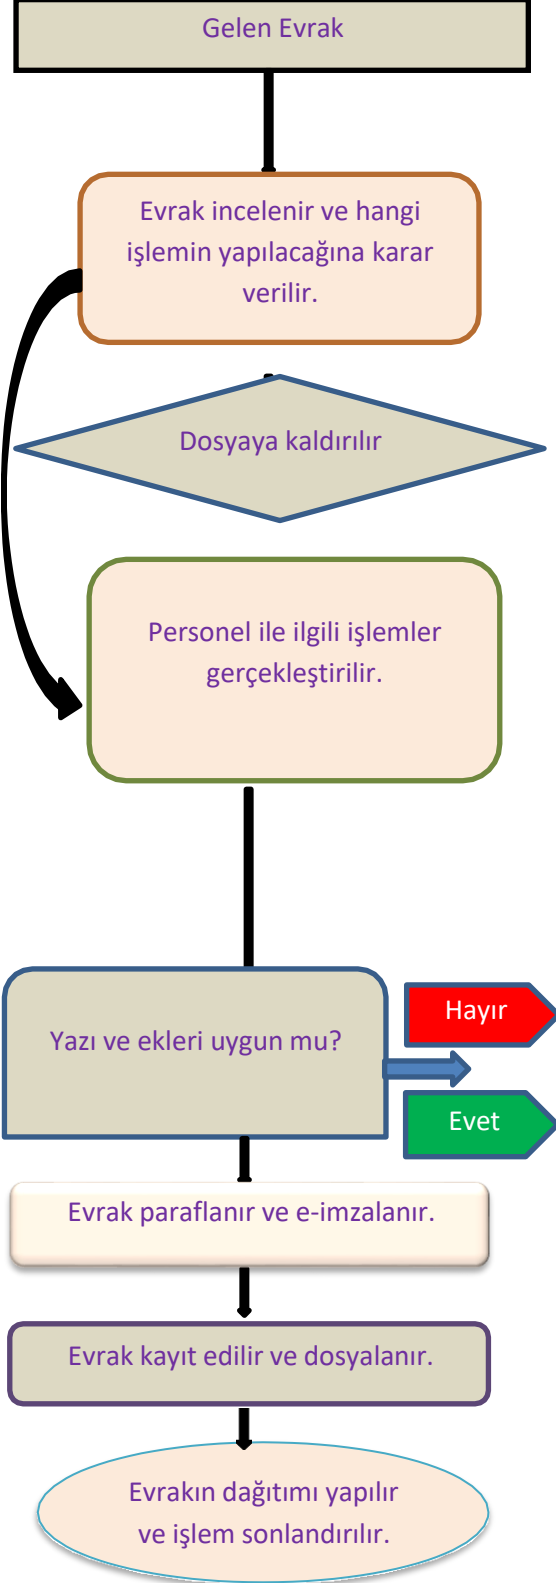 Gelen Evrak
Evrak incelenir ve hangi
işlemin yapılacağına karar
verilir.
Dosyaya kaldırılır
Personel ile ilgili işlemler
gerçekleştirilir.
Hayır
Yazı ve ekleri uygun mu?
Evet
Evrak paraflanır ve e-imzalanır.
Evrak kayıt edilir ve dosyalanır.
Evrakın dağıtımı yapılır
ve işlem sonlandırılır.